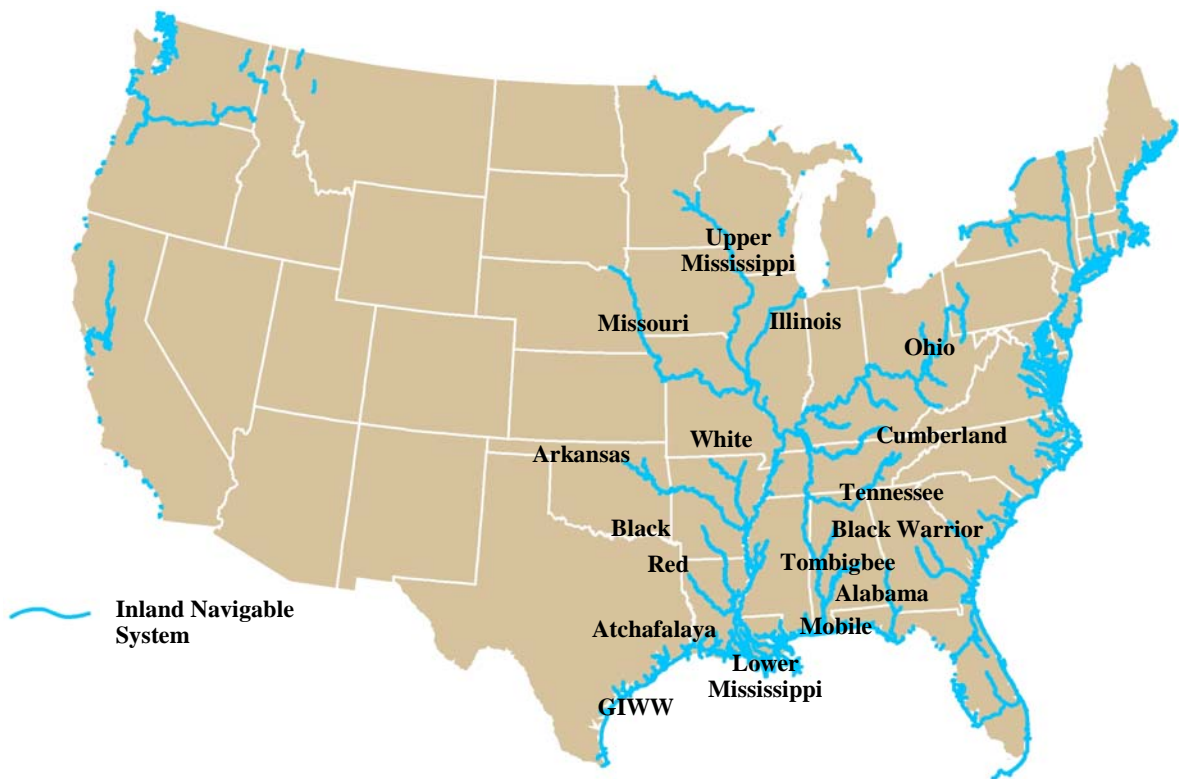 Upper
Mississippi
Missouri
Illinois
Ohio
White
Cumberland
Arkansas
Tennessee
Black
Black Warrior
Red
Tombigbee
Alabama
Inland Navigable
System
Atchafalaya
Mobile
Lower
Mississippi
GIWW